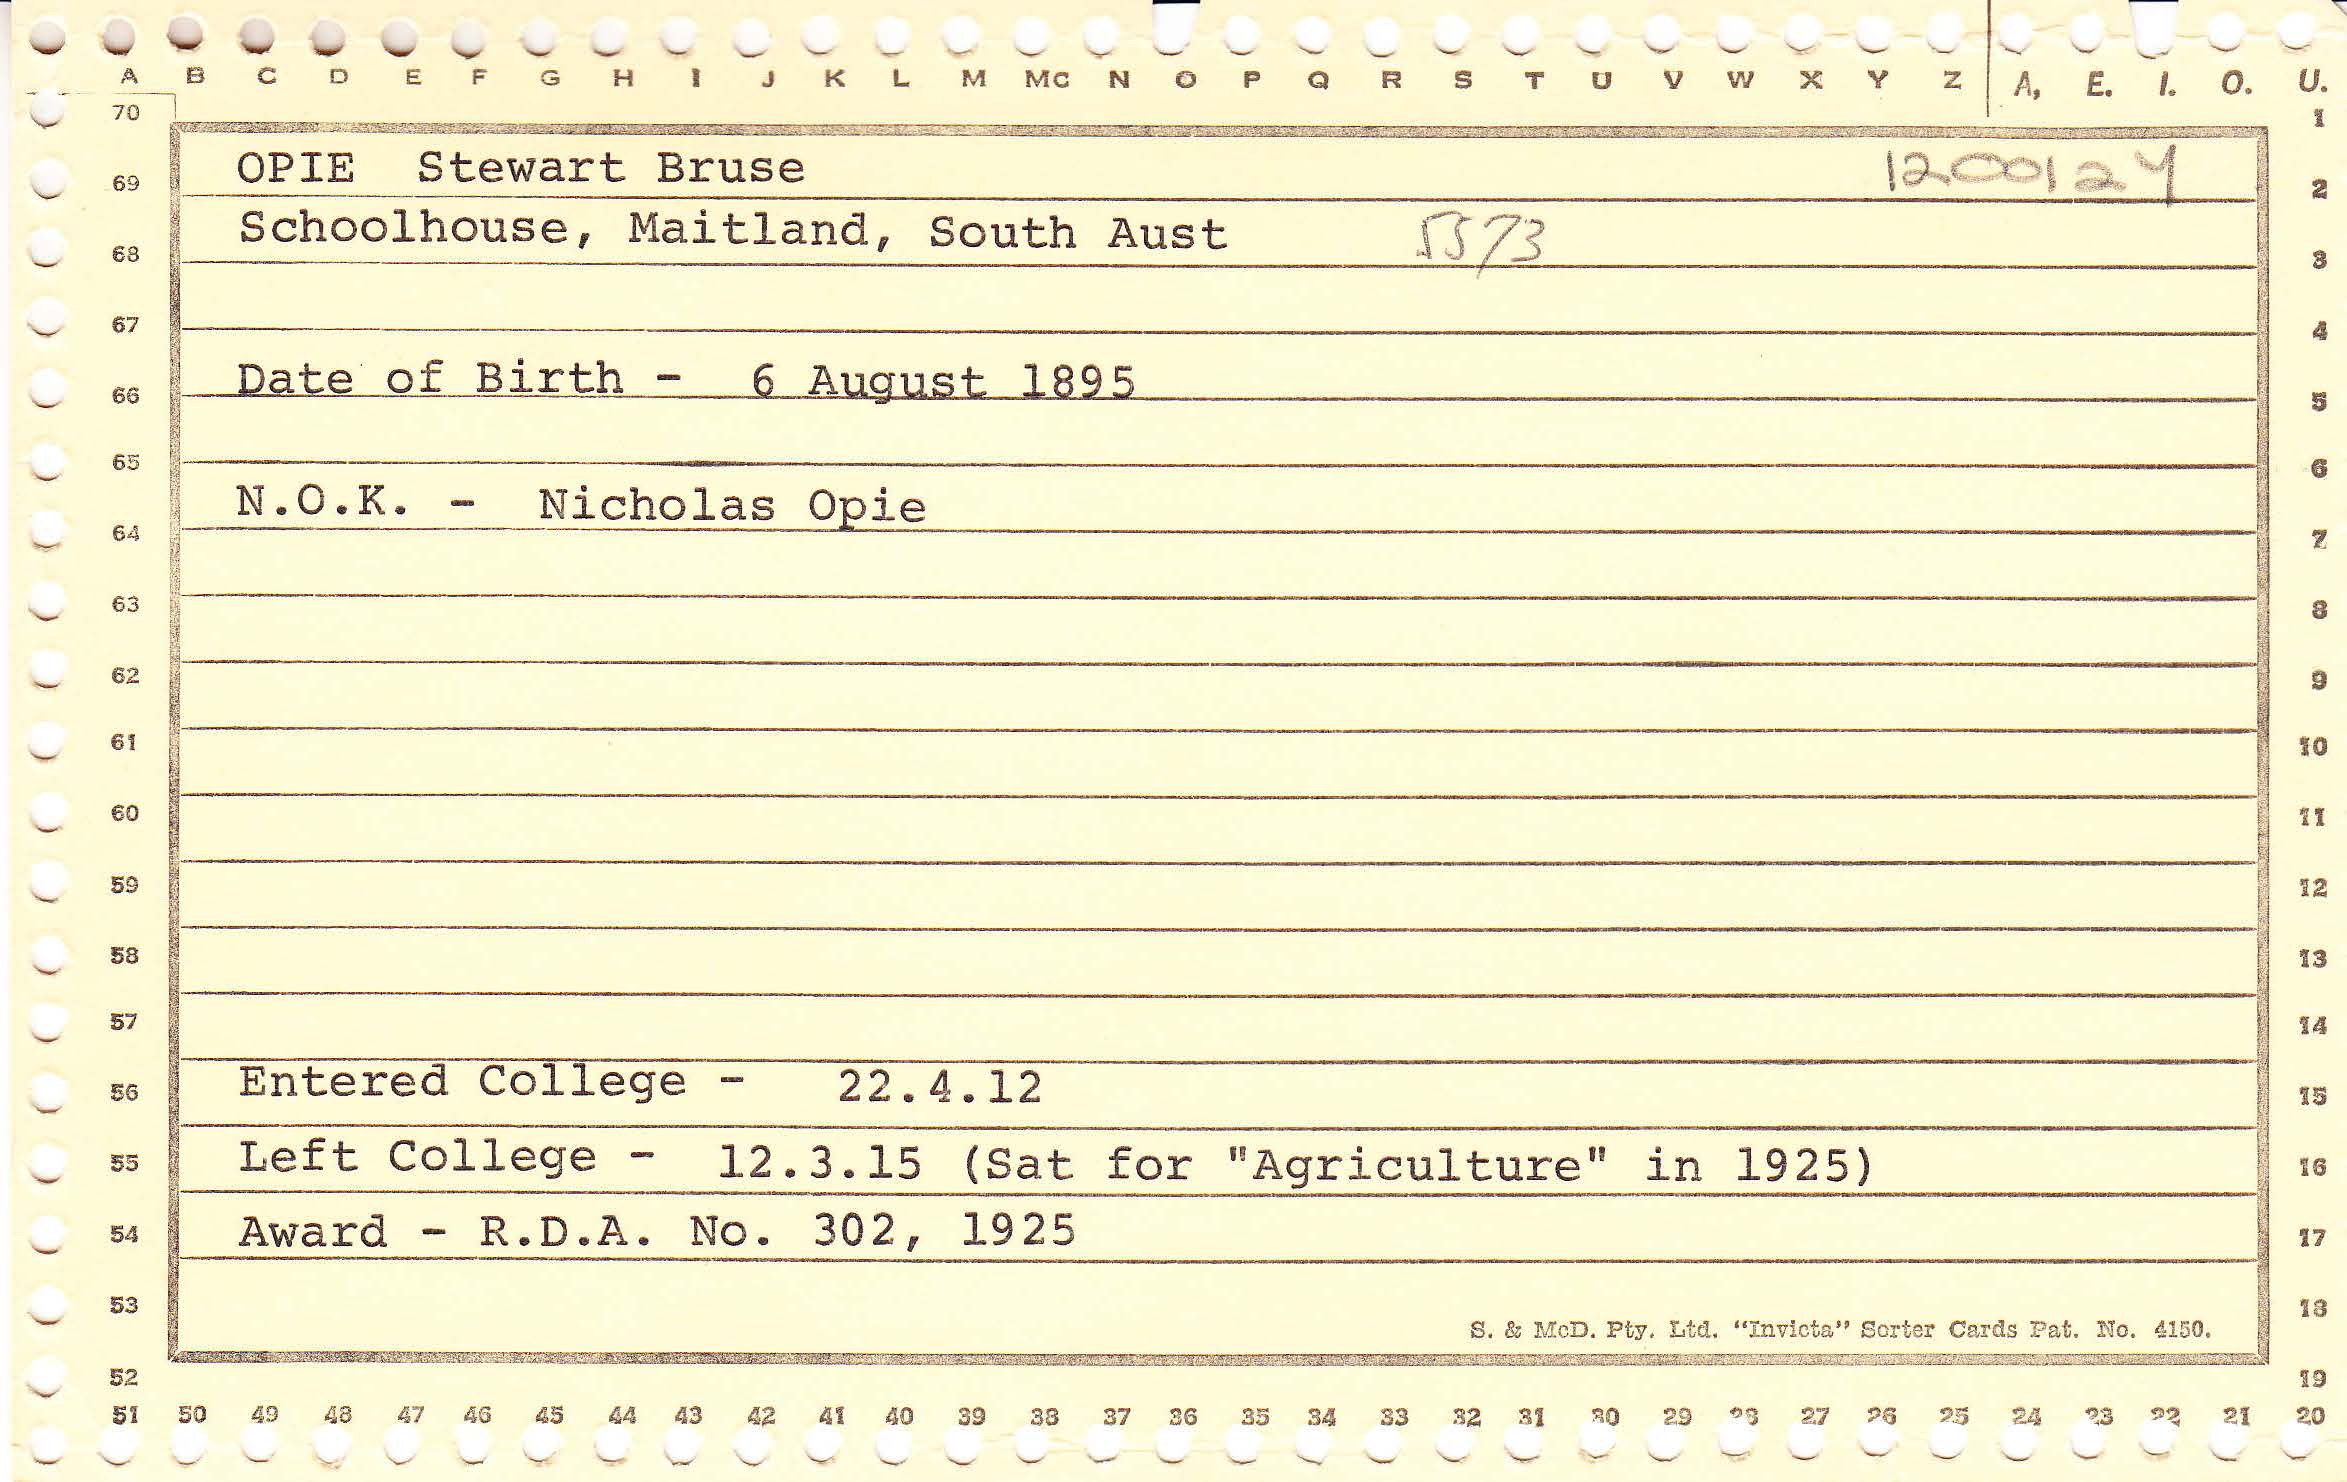 A B C D E F G H I J K L M MC N O P Q R S T U V W X Y Z A, E. I. O. U.
70 1
OPIE Stewart Bruse 1200124
69 2
Schoolhouse, Maitland, South Aust 5573
68 3
67 4
Date of Birth - 6 August 1895
66 5
65 6
N.O.K. - Nicholas Opie
64 7
63 8
62 9
61 10
60 11
59 12
58 13
57 14
56 Entered College - 22.4.12 15
55 Left College - 12.3.15 (Sat for "Agriculture" in 1925) 16
54 Award - R.D.A. No. 302, 1925 17
53 18
S. & McD. Pty. Ltd. “Invicta” Sorter Cards Pat. No. 4150.
52 19
51 50 49 48 47 46 45 44 43 42 41 40 39 38 37 36 35 34 33 32 31 30 29 28 27 26 25 24 23 22 21 20